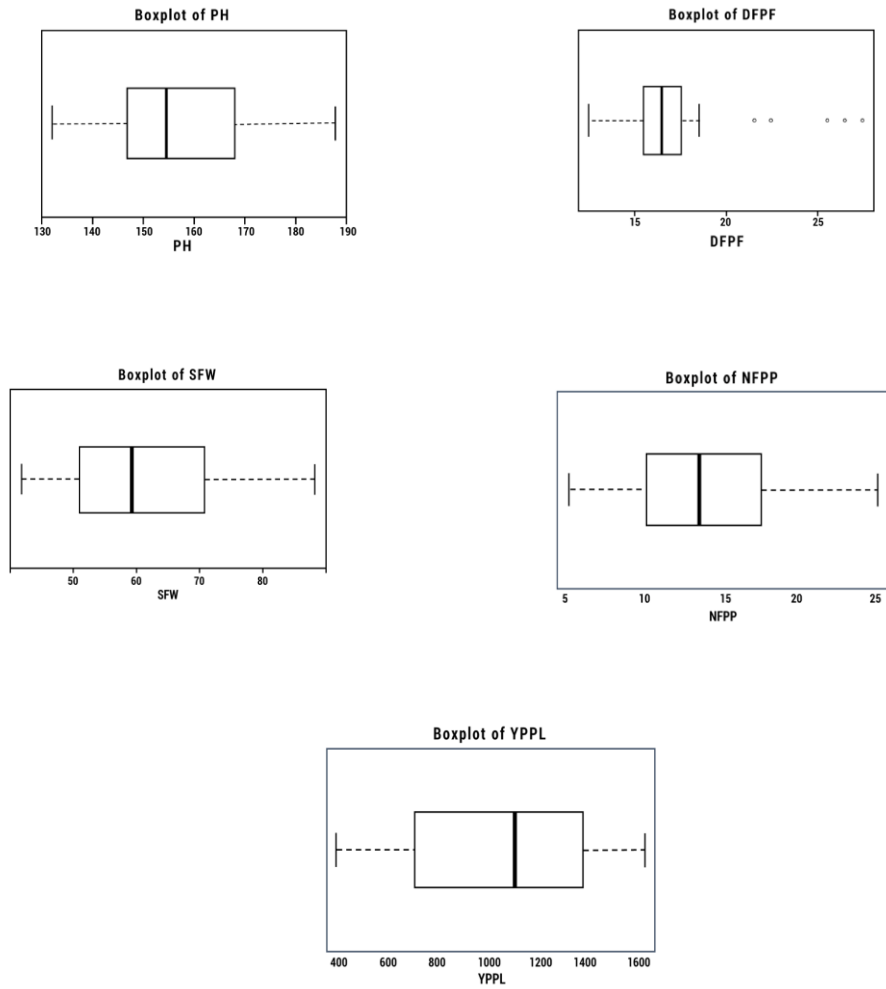 Boxplot of PH
130 140 150 160 170 180 190
PH
Boxplot of DFPF
15 20 25
DFPF
Boxplot of SFW
50 60 70 80
SFW
Boxplot of NFPP
5 10 15 20 25
NFPP
Boxplot of YPPL
400 600 800 1000 1200 1400 1600
YPPL